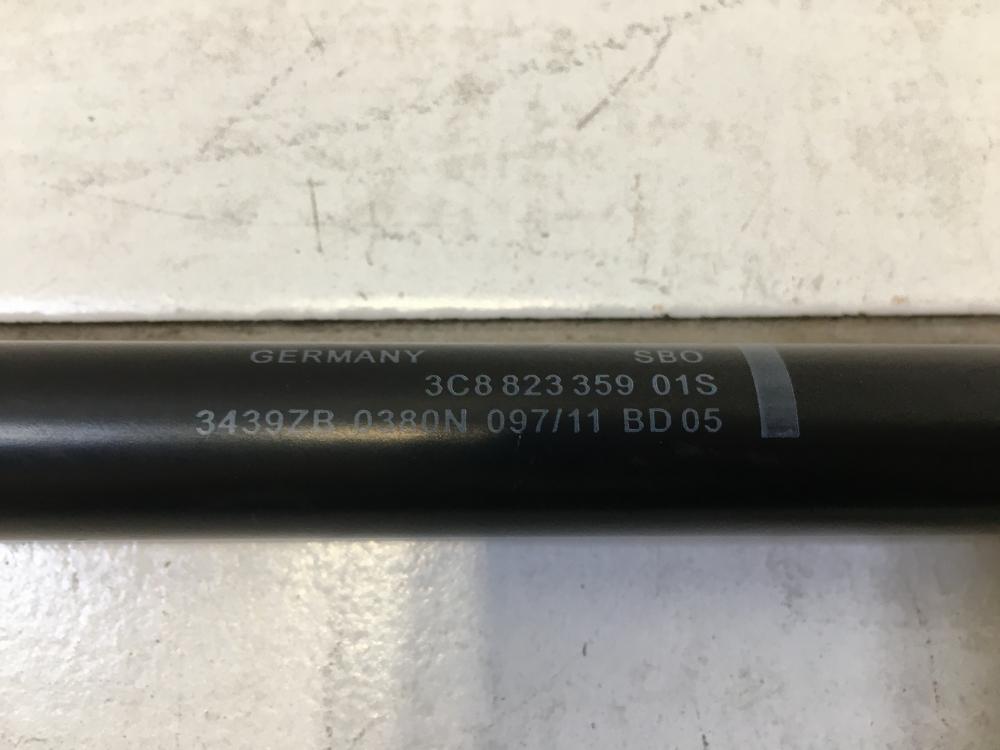 GERMANY SBO
3C8 823 359 01S
3439ZB 0380N 097/11 BD 05